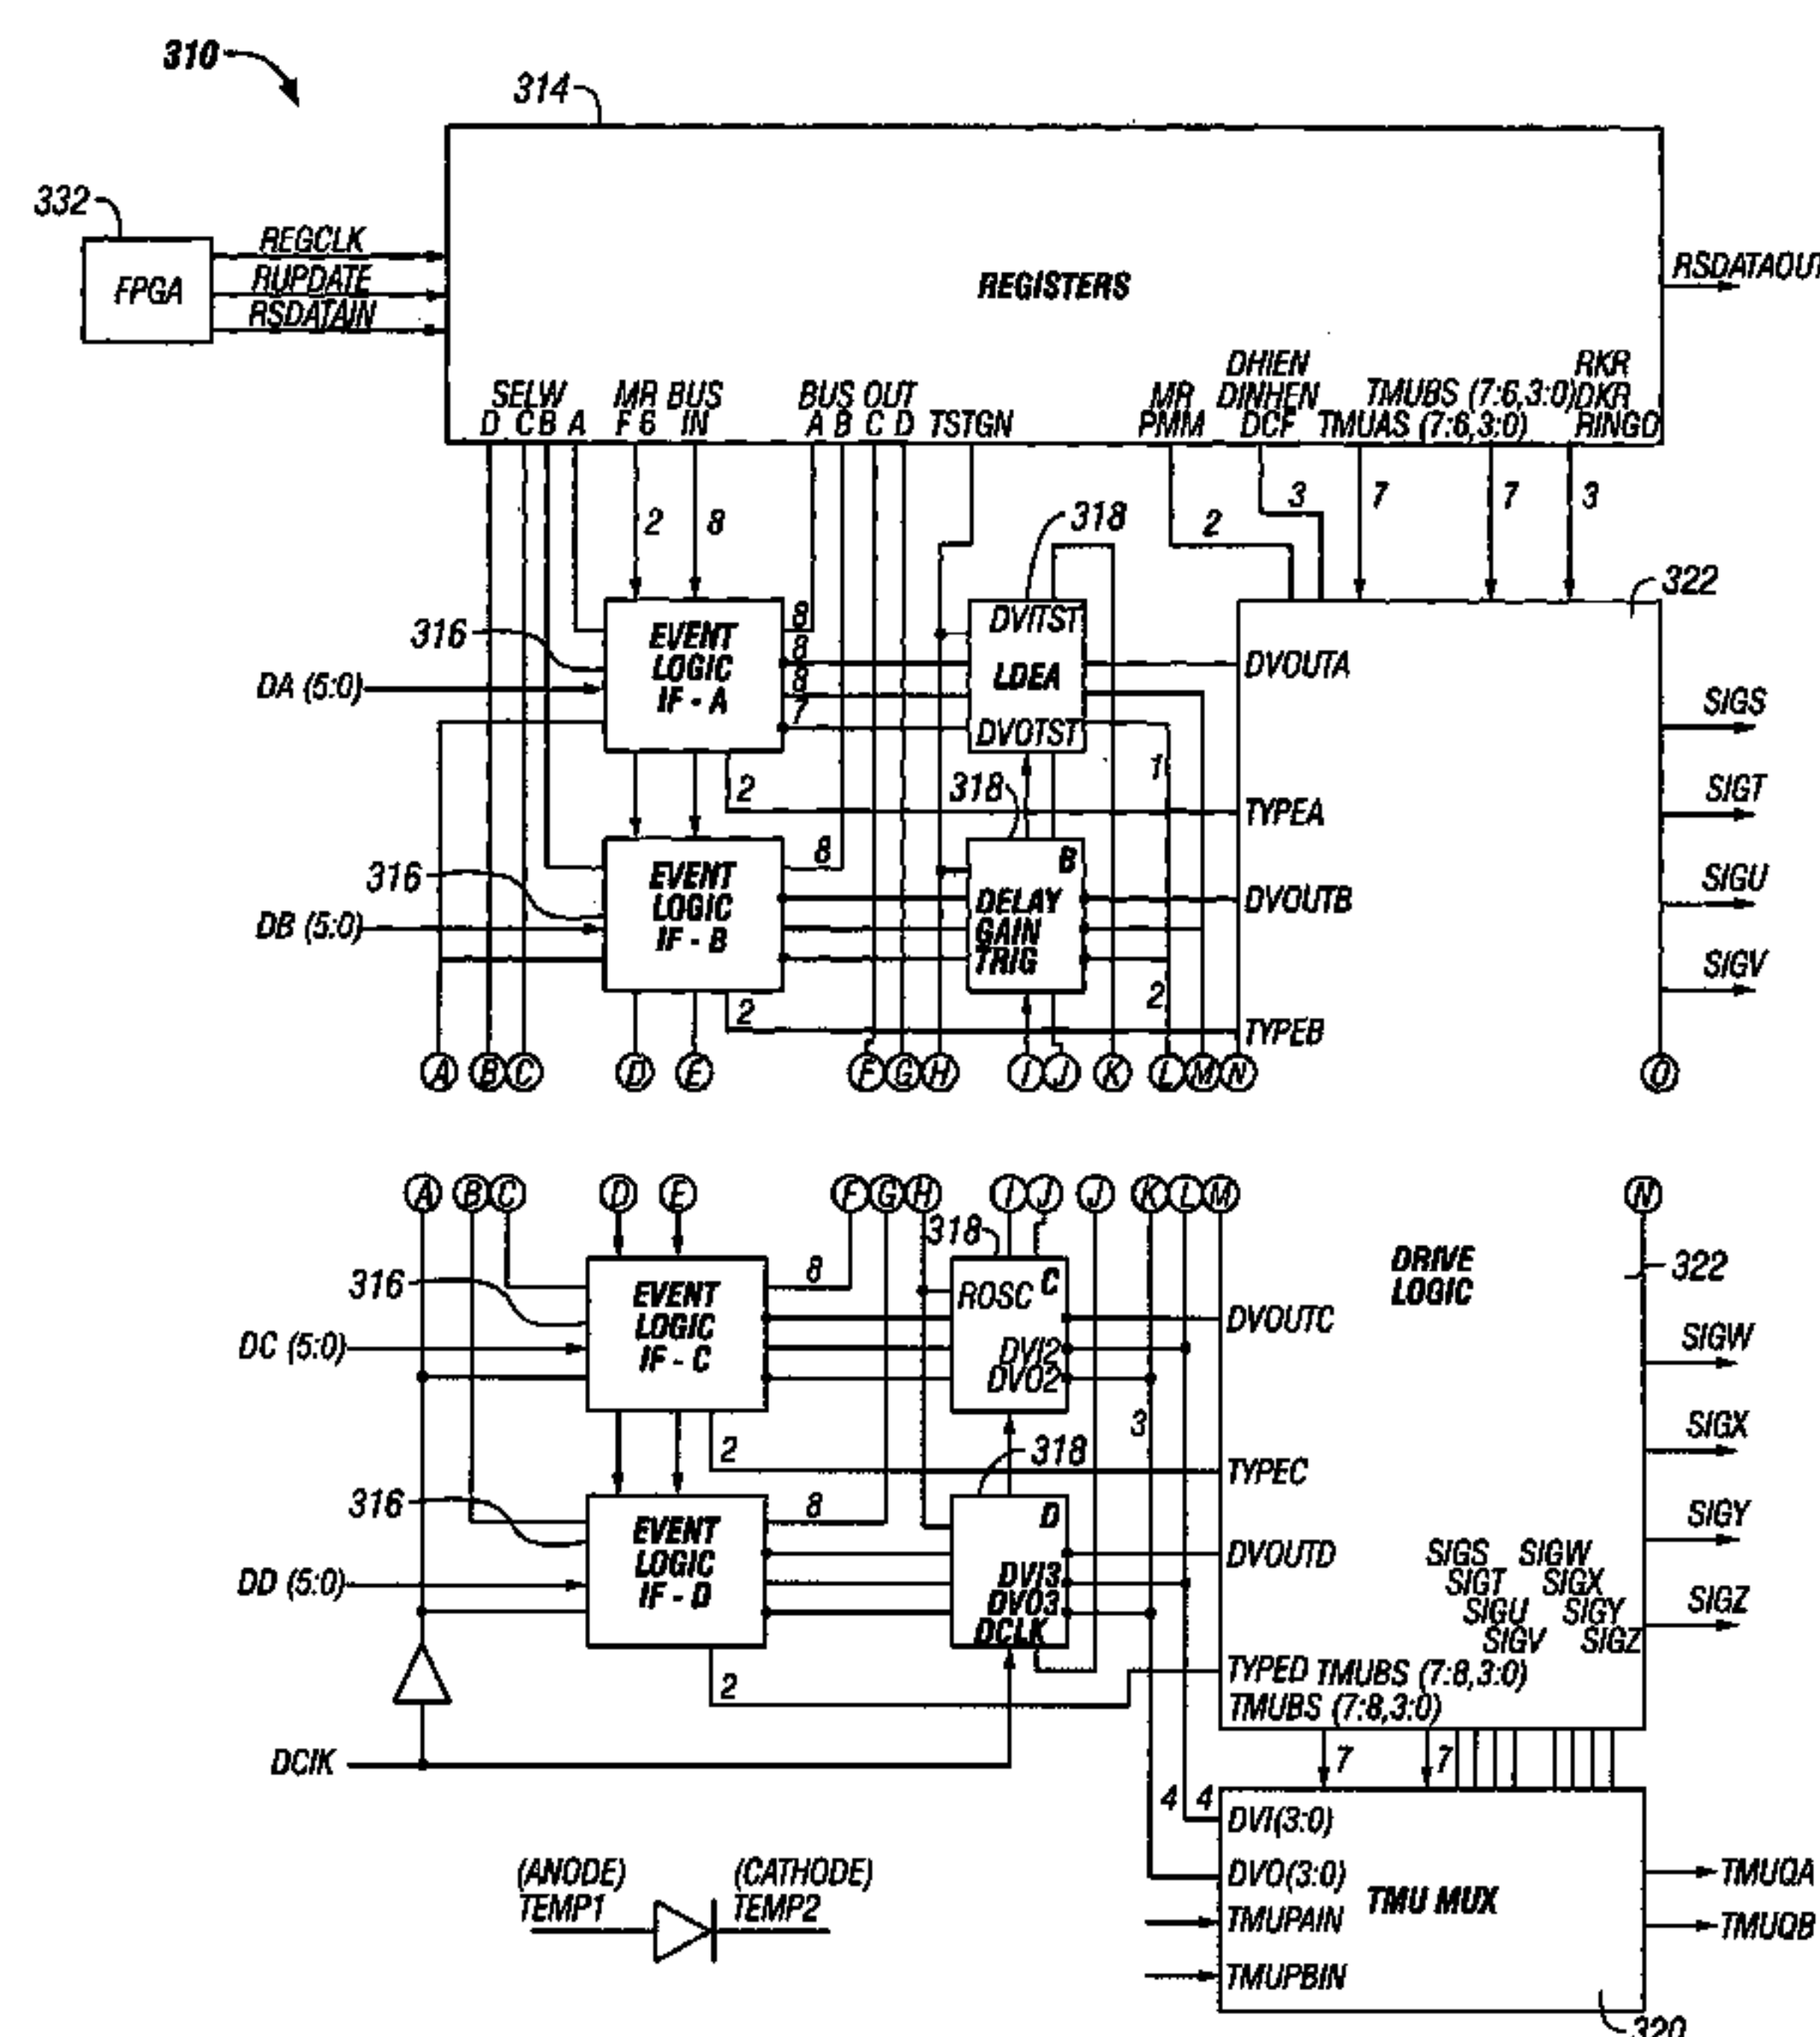 310
314
332
FPGA
REGCLK
RUPDATE
RSDATAIN
REGISTERS
RSDATAOUT
SELW
D C B A
MR BUS
F6 IN
BUS OUT
A B C D
TSTGN
MR
PMM
DHIEN
DINHEN
DCF
TMUBS (7:6,3:0)
TMUAS (7:6,3:0)
RKR
DKR
RINGO
2
8
2
3
7
7
3
318
322
316
EVENT
LOGIC
IF - A
DA (5:0)
8
8
8
7
DVITST
LDEA
DVOTST
DVOUTA
SIGS
1
2
318
TYPEA
SIGT
316
EVENT
LOGIC
IF - B
DB (5:0)
8
B
DELAY
GAIN
TRIG
DVOUTB
SIGU
SIGV
2
2
TYPEB
A B C D E F G H I J K L M N O
A B C D E F G H I J J K L M N
318
DRIVE
LOGIC
322
316
EVENT
LOGIC
IF - C
DC (5:0)
8
ROSC C
DVI2
DVO2
DVOUTC
SIGW
3
2
318
TYPEC
SIGX
316
EVENT
LOGIC
IF - D
DD (5:0)
8
D
DVI3
DVO3
DCLK
DVOUTD
SIGY
SIGS SIGW
SIGT SIGX
SIGU SIGY
SIGV SIGZ
SIGZ
2
TYPED TMUBS (7:8,3:0)
TMUBS (7:8,3:0)
DCIK
7
7
4 4
DVI(3:0)
DVO(3:0)
TMUPAIN
TMUPBIN
TMU MUX
TMUQA
TMUQB
320
(ANODE)
TEMP1
(CATHODE)
TEMP2